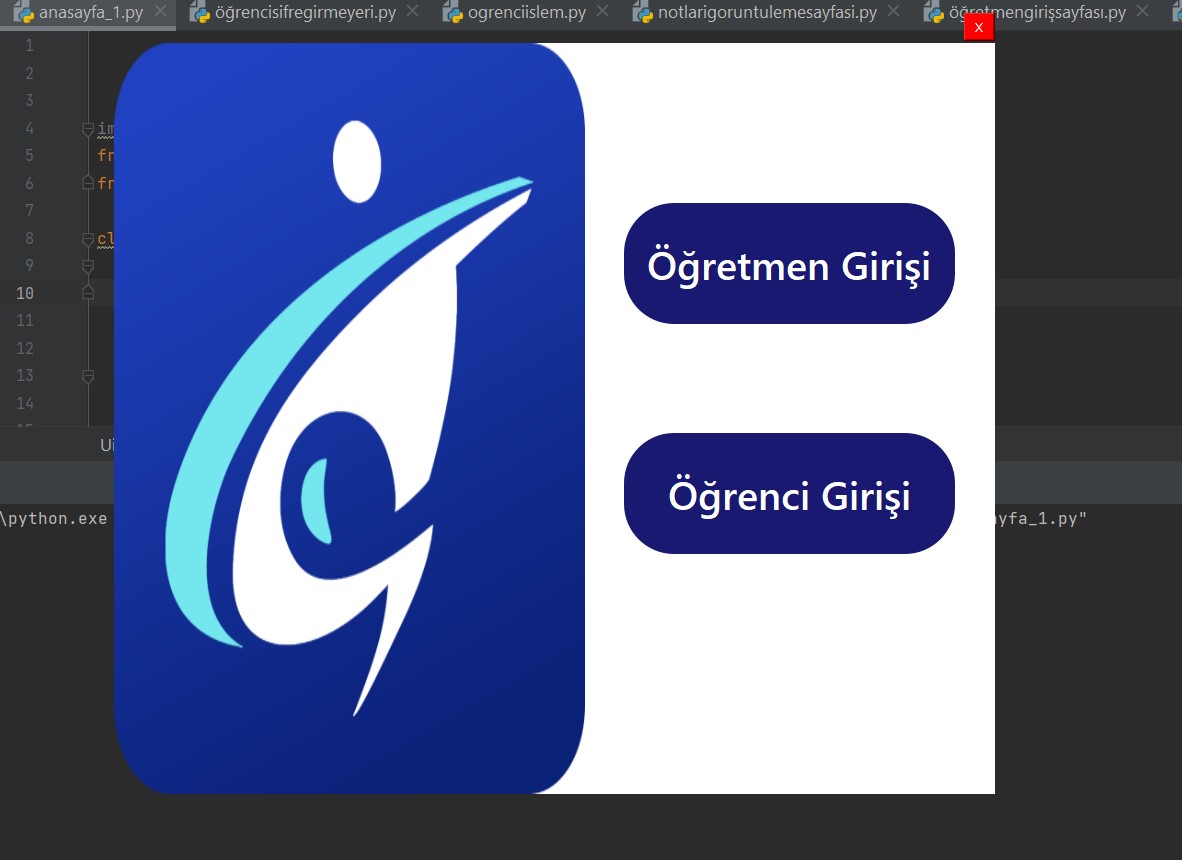 anasayfa_1.py öğrencisifregirmeyeri.py ogrenciislem.py notlarigoruntulemesayfasi.py öğretmengirişsayfası.py
x
1
2
3
4 im
5 fr
6 fr
7
8 cl
9
10
11
12
13
14
Öğretmen Girişi
Öğrenci Girişi
Ui
\python.exe yfa_1.py"